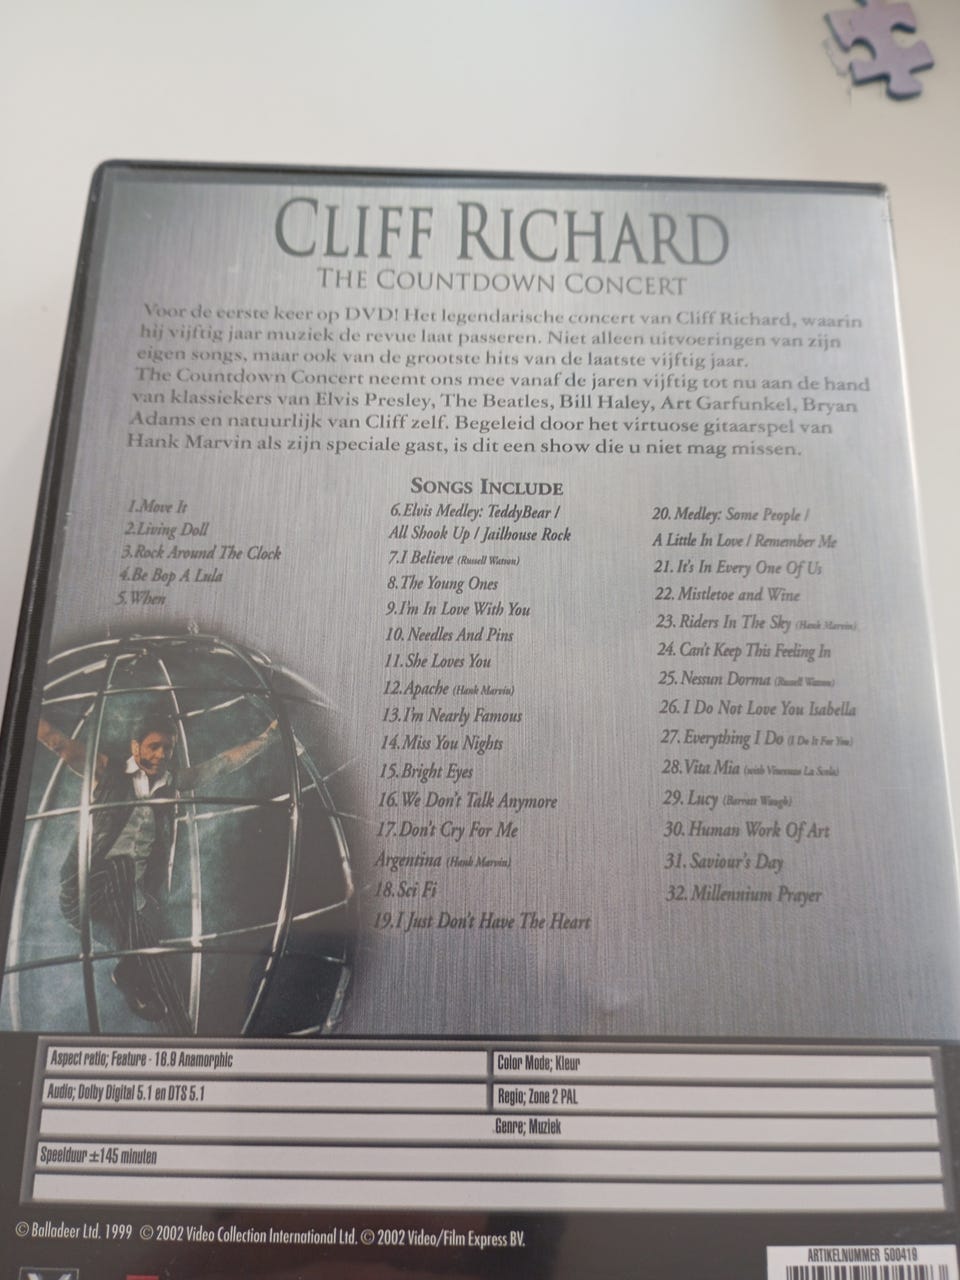 CLIFF RICHARD
THE COUNTDOWN CONCERT
Voor de eerste keer op DVD! Het legendarische concert van Cliff Richard, waarin
hij vijftig jaar muziek de revue laat passeren. Niet alleen uitvoeringen van zijn
eigen songs, maar ook van de grootste hits van de laatste vijftig jaar.
The Countdown Concert neemt ons mee vanaf de jaren vijftig tot nu aan de hand
van klassiekers van Elvis Presley, The Beatles, Bill Haley, Art Garfunkel, Bryan
Adams en natuurlijk van Cliff zelf. Begeleid door het virtuose gitaarspel van
Hank Marvin als zijn speciale gast, is dit een show die u niet mag missen.
SONGS INCLUDE
1.Move It
2.Living Doll
3.Rock Around The Clock
4.Be Bop A Lula
5.When
6.Elvis Medley: TeddyBear /
All Shook Up / Jailhouse Rock
7.I Believe (Russell Watson)
8.The Young Ones
9.I'm In Love With You
10. Needles And Pins
11.She Loves You
12.Apache (Hank Marvin)
13.I'm Nearly Famous
14.Miss You Nights
15.Bright Eyes
16.We Don't Talk Anymore
17.Don't Cry For Me
Argentina (Hank Marvin)
18.Sci Fi
19.I Just Don't Have The Heart
20. Medley: Some People /
A Little In Love / Remember Me
21. It's In Every One Of Us
22. Mistletoe and Wine
23. Riders In The Sky (Hank Marvin)
24. Can't Keep This Feeling In
25. Nessun Dorma (Russell Watson)
26. I Do Not Love You Isabella
27. Everything I Do (I Do It For You)
28. Vita Mia (with Vincenzo La Scola)
29. Lucy (Barratt Waugh)
30. Human Work Of Art
31. Saviour's Day
32. Millennium Prayer
Aspect ratio; Feature - 16.9 Anamorphic
Color Mode; Kleur
Audio; Dolby Digital 5.1 en DTS 5.1
Regio; Zone 2 PAL
Genre; Muziek
Speelduur ±145 minuten
© Balladeer Ltd. 1999 © 2002 Video Collection International Ltd. © 2002 Video/Film Express BV.
ARTIKELNUMMER 500419